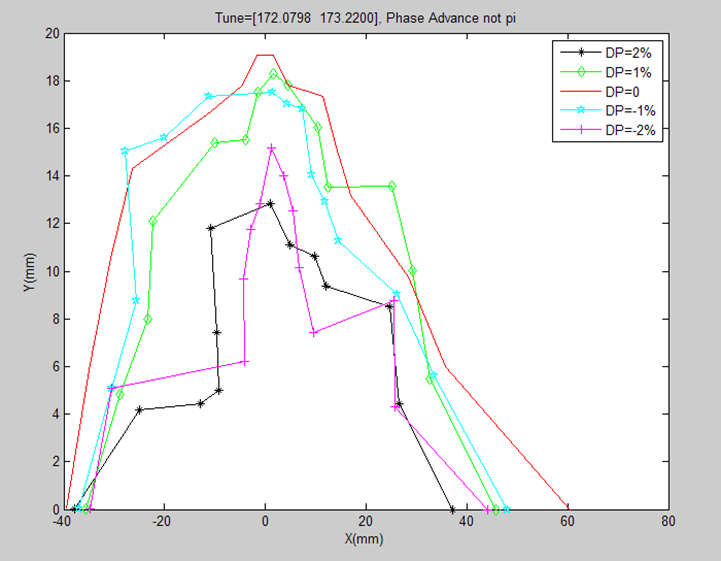 Tune=[172.0798  173.2200], Phase Advance not pi
20
18
16
14
12
10
8
6
4
2
0
Y(mm)
-40
-20
0
20
40
60
80
X(mm)
DP=2%
DP=1%
DP=0
DP=-1%
DP=-2%